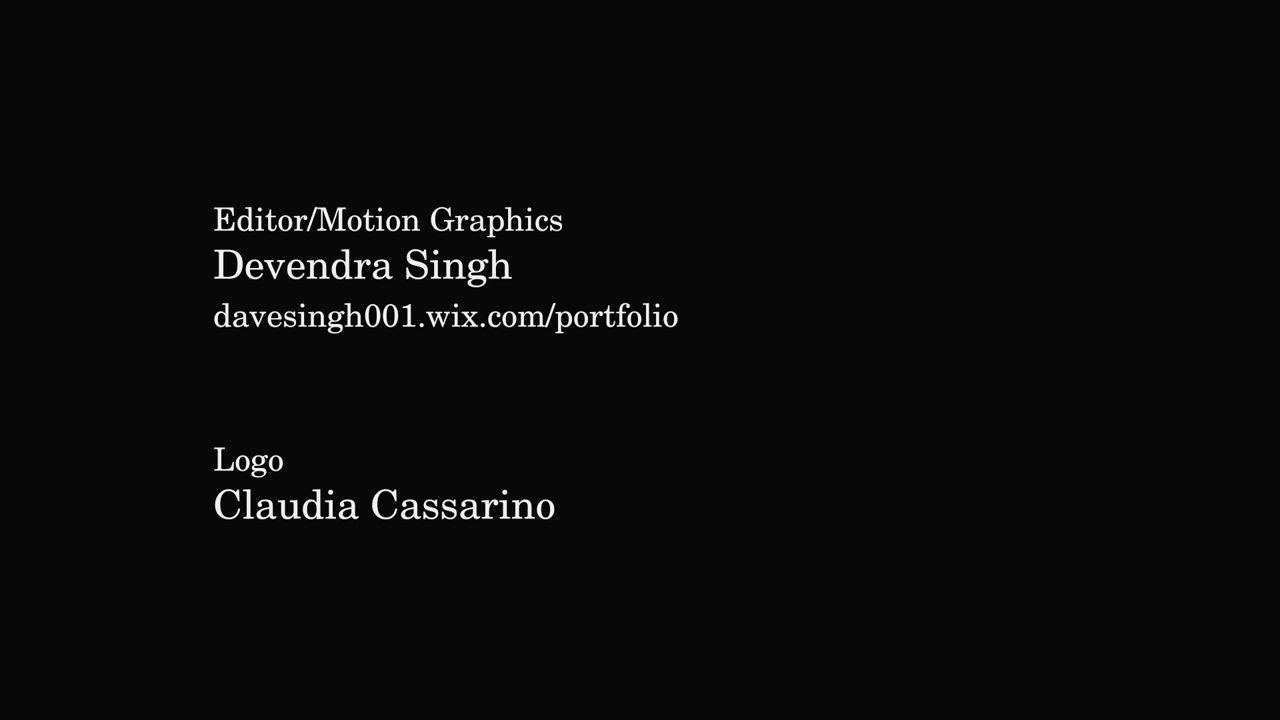 Editor/Motion Graphics
Devendra Singh
davesingh001.wix.com/portfolio
Logo
Claudia Cassarino